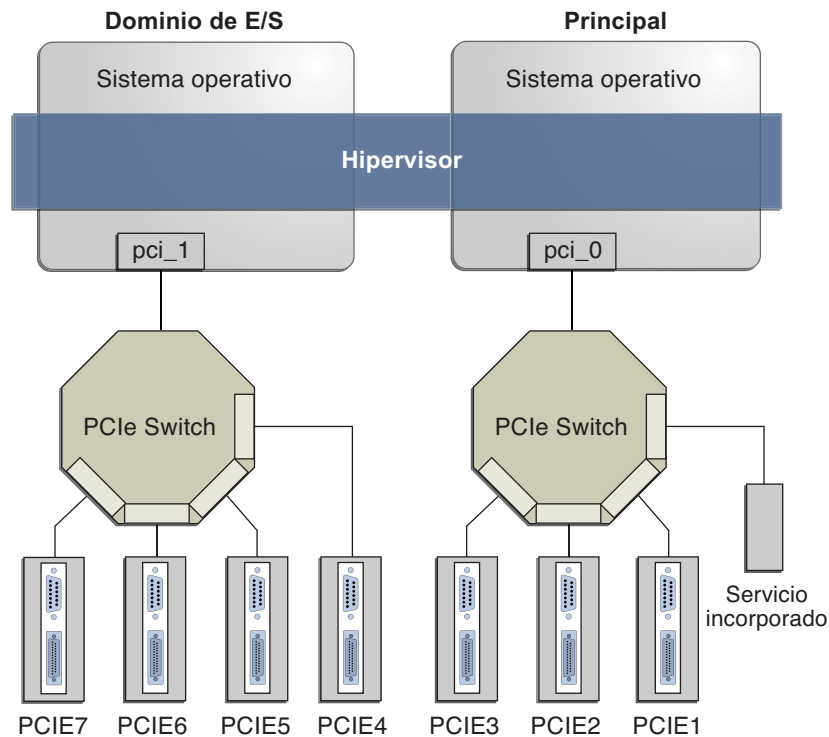 Dominio de E/S
Principal
Sistema operativo
Sistema operativo
Hipervisor
pci_1
pci_0
PCIe Switch
PCIe Switch
Servicio
incorporado
PCIE7
PCIE6
PCIE5
PCIE4
PCIE3
PCIE2
PCIE1